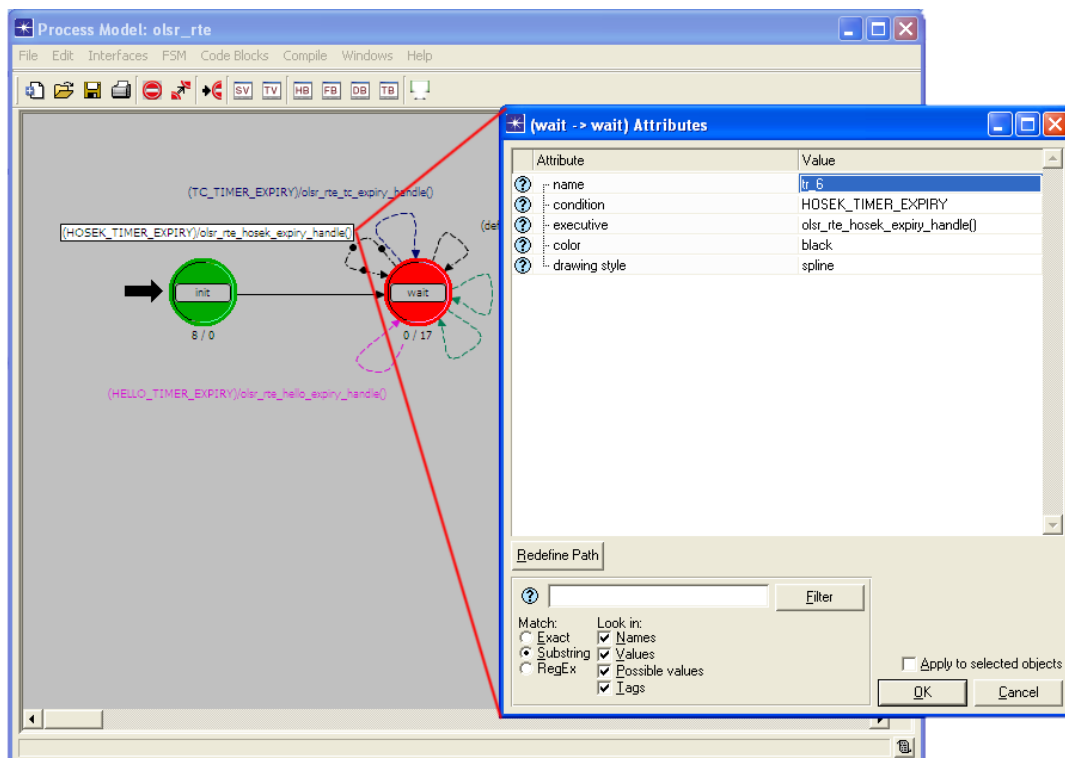 Process Model: olsr_rte
File Edit Interfaces FSM Code Blocks Compile Windows Help
SV TV HB FB DB TB
(TC_TIMER_EXPIRY)/olsr_rte_tc_expiry_handle()
(HOSEK_TIMER_EXPIRY)/olsr_rte_hosek_expiry_handle()
(def
init
wait
8 / 0
0 / 17
(HELLO_TIMER_EXPIRY)/olsr_rte_hello_expiry_handle()
(wait -> wait) Attributes
Attribute Value
name tr_6
condition HOSEK_TIMER_EXPIRY
executive olsr_rte_hosek_expiry_handle()
color black
drawing style spline
Redefine Path
Filter
Match: Look in:
Exact Names
Substring Values
RegEx Possible values
Tags
Apply to selected objects
OK Cancel